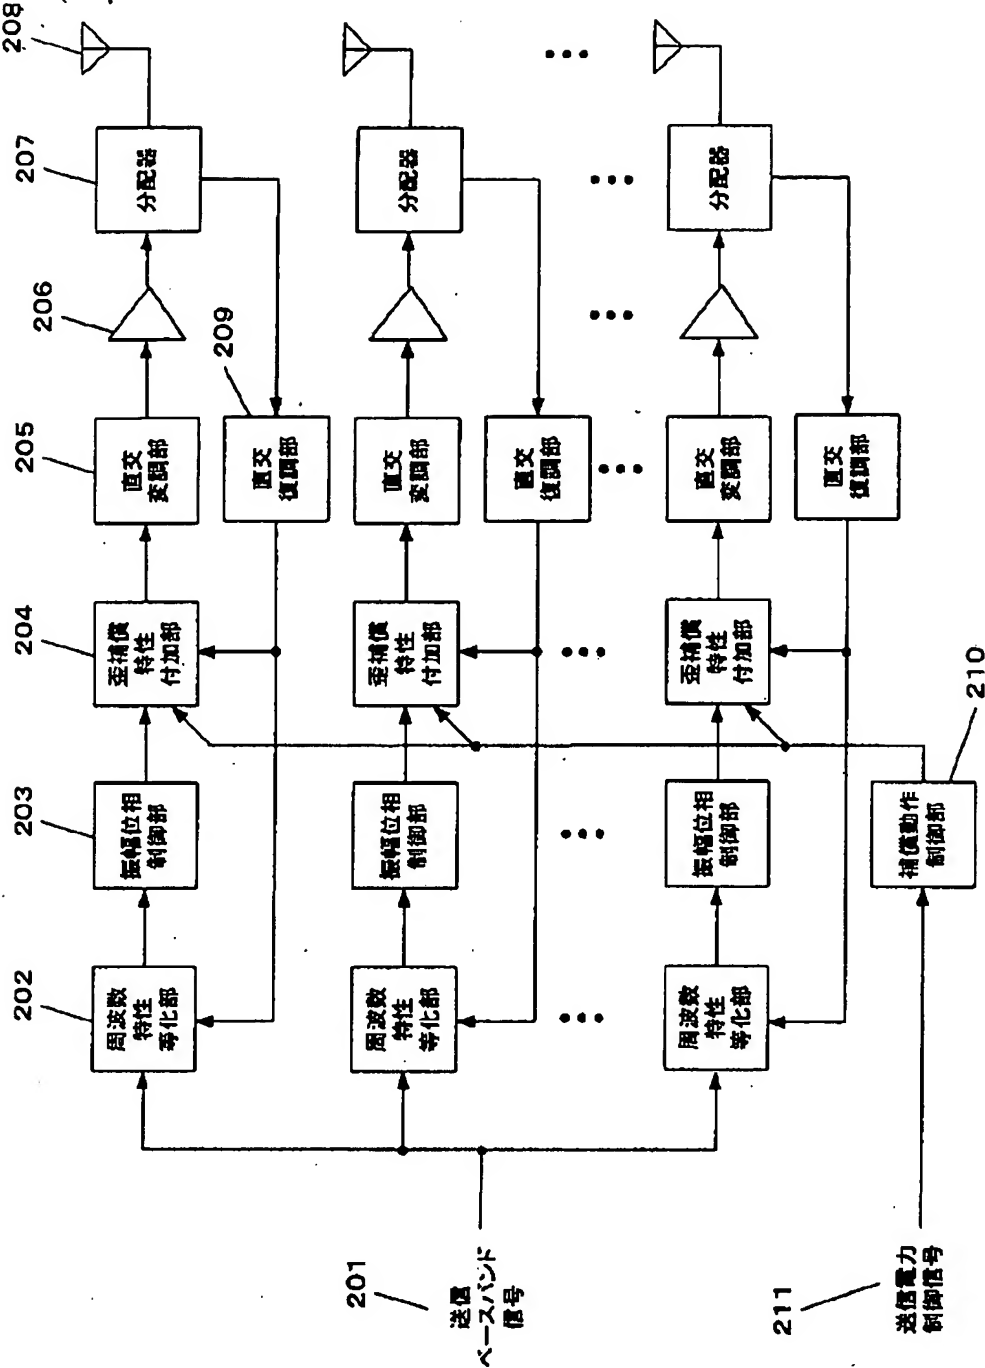 208
207
分配器
分配器
分配器
206
209
205
直交
変調部
直交
復調部
直交
変調部
直交
復調部
直交
変調部
直交
復調部
204
歪補償
特性
付加部
歪補償
特性
付加部
歪補償
特性
付加部
210
203
振幅位相
制御部
振幅位相
制御部
振幅位相
制御部
補償動作
制御部
202
周波数
特性
等化部
周波数
特性
等化部
周波数
特性
等化部
201
送信
ベースバンド
信号
211
送信電力
制御信号